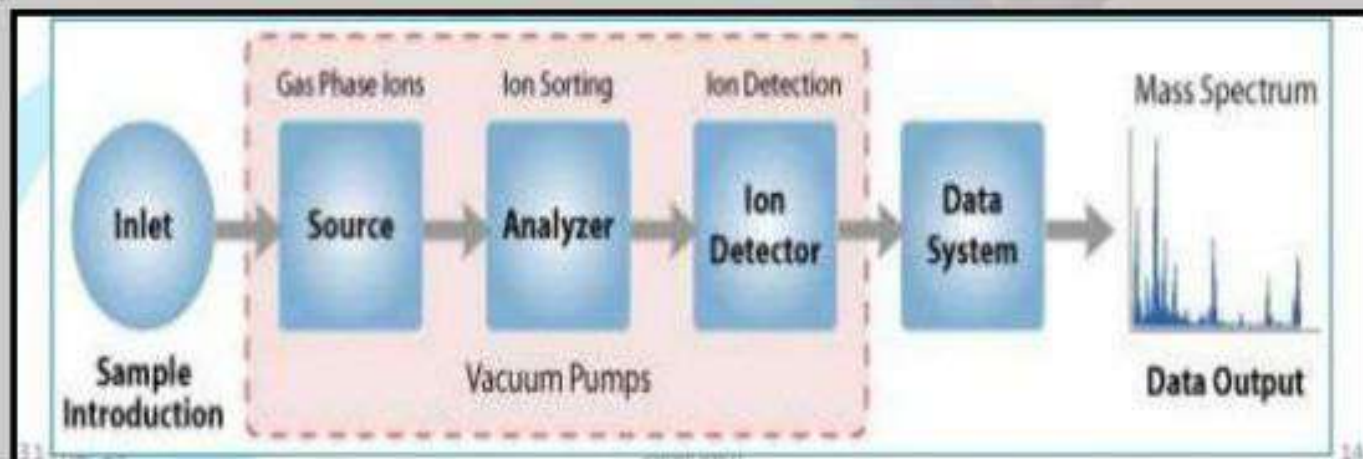 Gas Phase Ions
Ion Sorting
Ion Detection
Mass Spectrum
Inlet
Source
Analyzer
Ion
Detector
Data
System
Sample
Introduction
Vacuum Pumps
Data Output